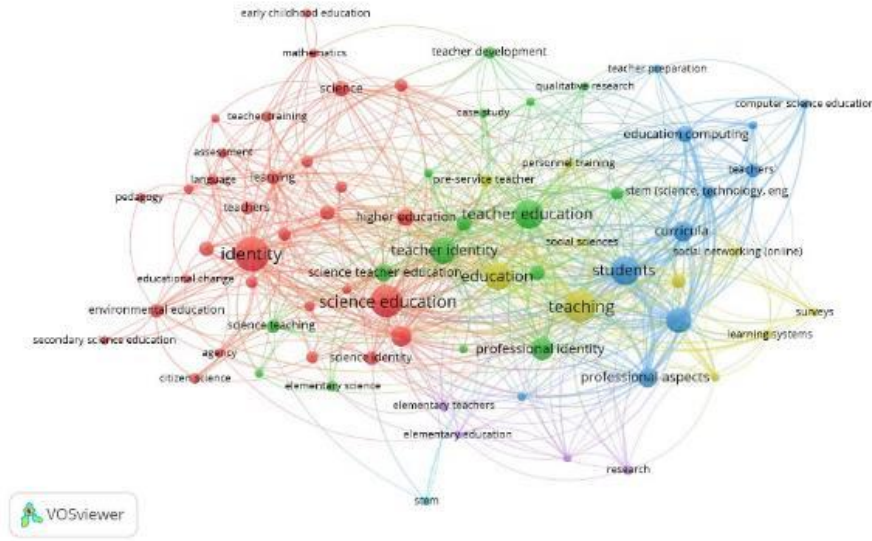 early childhood education
mathematics
teacher development
science
teacher preparation
qualitative research
computer science education
case study
teacher training
education computing
assessment
personnel training
teachers
language
learning
pre-service teacher
stem (science, technology, eng
pedagogy
teachers
higher education
teacher education
curricula
social sciences
identity
teacher identity
social networking (online)
science teacher education
education
students
educational change
science education
teaching
environmental education
surveys
science teaching
learning systems
secondary science education
agency
science identity
professional identity
citizen science
elementary science
professional aspects
elementary teachers
elementary education
research
stem
VOSviewer